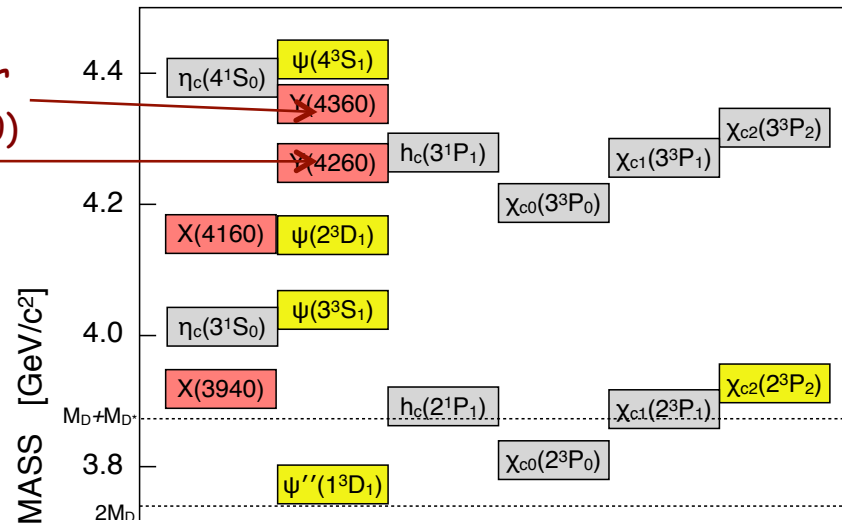 4.4
4.2
4.0
3.8
MASS [GeV/c²]
M_D+M_D*
2M_D
η_c(4¹S₀)
ψ(4³S₁)
Y(4360)
Y(4260)
h_c(3¹P₁)
χ_c0(3³P₀)
χ_c1(3³P₁)
χ_c2(3³P₂)
X(4160)
ψ(2³D₁)
η_c(3¹S₀)
ψ(3³S₁)
X(3940)
h_c(2¹P₁)
χ_c0(2³P₀)
χ_c1(2³P₁)
χ_c2(2³P₂)
ψ′′(1³D₁)